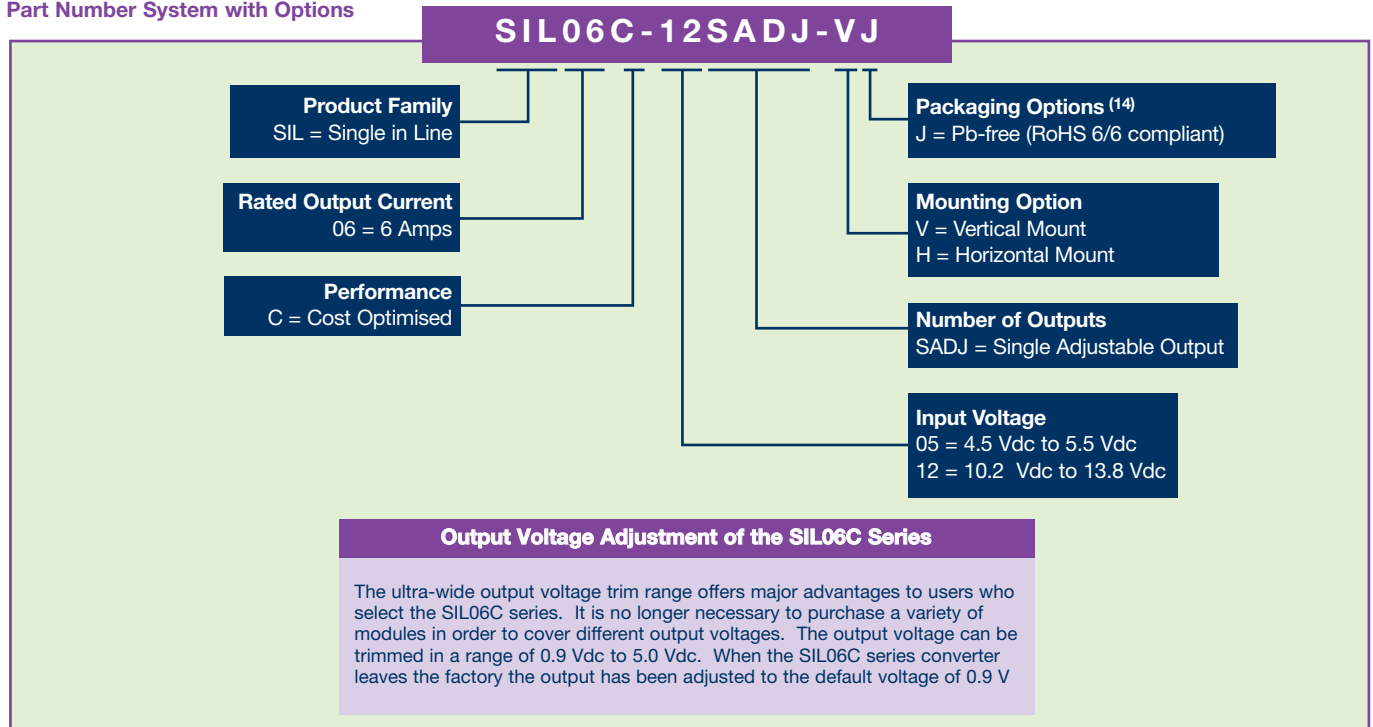 Part Number System with Options
SIL06C-12SADJ-VJ
Product Family
SIL = Single in Line
Rated Output Current
06 = 6 Amps
Performance
C = Cost Optimised
Packaging Options (14)
J = Pb-free (RoHS 6/6 compliant)
Mounting Option
V = Vertical Mount
H = Horizontal Mount
Number of Outputs
SADJ = Single Adjustable Output
Input Voltage
05 = 4.5 Vdc to 5.5 Vdc
12 = 10.2 Vdc to 13.8 Vdc
Output Voltage Adjustment of the SIL06C Series
The ultra-wide output voltage trim range offers major advantages to users who
select the SIL06C series. It is no longer necessary to purchase a variety of
modules in order to cover different output voltages. The output voltage can be
trimmed in a range of 0.9 Vdc to 5.0 Vdc. When the SIL06C series converter
leaves the factory the output has been adjusted to the default voltage of 0.9 V